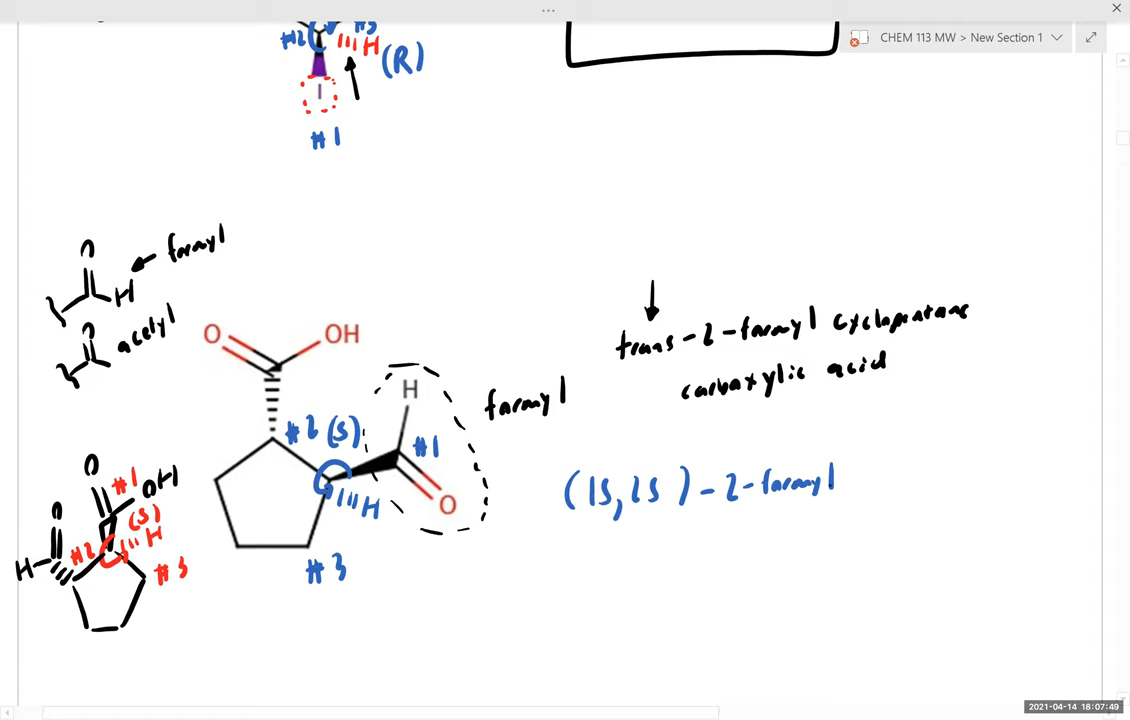 CHEM 113 MW > New Section 1
#2
#3
H
(R)
I
#1
O
H
formyl
O
acetyl
O
OH
H
formyl
#2 (S)
#1
H
O
#3
trans-2-formyl cyclopentane
carboxylic acid
(1S, 2S) - 2-formyl
O
#1
OH
(S)
O
#2
H
H
#3
2021-04-14 18:07:49